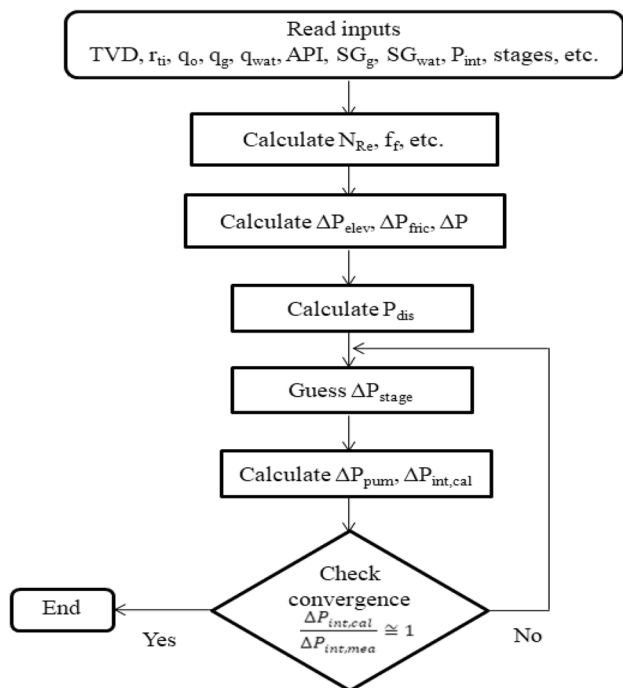 Read inputs
TVD, r_ti, q_o, q_g, q_wat, API, SG_g, SG_wat, P_int, stages, etc.
Calculate N_Re, f_f, etc.
Calculate ΔP_elev, ΔP_fric, ΔP
Calculate P_dis
Guess ΔP_stage
Calculate ΔP_pum, ΔP_int,cal
Check
convergence
ΔP_int,cal / ΔP_int,mea ≅ 1
End
Yes
No